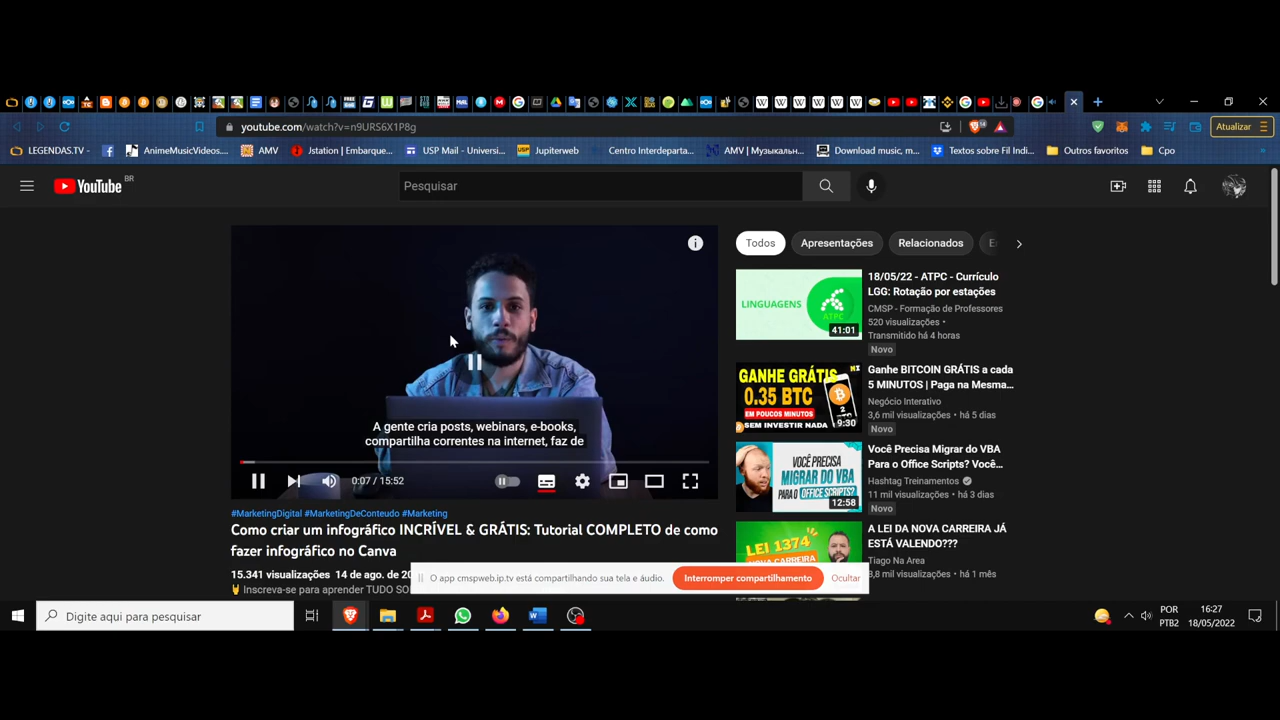 youtube.com/watch?v=n9URS6X1P8g
Atualizar
LEGENDAS.TV -
AnimeMusicVideos...
AMV
Jstation | Embarque...
USP Mail - Universi...
Jupiterweb
Centro Interdeparta...
AMV | Музыкальн...
Download music, m...
Textos sobre Fil Indi...
Outros favoritos
Cpo
YouTube BR
Pesquisar
Todos
Apresentações
Relacionados
A gente cria posts, webinars, e-books,
compartilha correntes na internet, faz de
0:07 / 15:52
#MarketingDigital #MarketingDeConteudo #Marketing
Como criar um infográfico INCRÍVEL & GRÁTIS: Tutorial COMPLETO de como
fazer infográfico no Canva
15.341 visualizações 14 de ago. de 20
Inscreva-se para aprender TUDO SO
LINGUAGENS
ATPC
41:01
18/05/22 - ATPC - Currículo
LGG: Rotação por estações
CMSP - Formação de Professores
520 visualizações •
Transmitido há 4 horas
Novo
GANHE GRÁTIS
0.35 BTC
EM POUCOS MINUTOS
SEM INVESTIR NADA
9:30
Ganhe BITCOIN GRÁTIS a cada
5 MINUTOS | Paga na Mesma...
Negócio Interativo
3,6 mil visualizações • há 5 dias
Novo
VOCÊ PRECISA
MIGRAR DO VBA
PARA O OFFICE SCRIPTS?
12:58
Você Precisa Migrar do VBA
Para o Office Scripts? Você...
Hashtag Treinamentos
11 mil visualizações • há 3 dias
Novo
LEI 1374
A LEI DA NOVA CARREIRA JÁ
ESTÁ VALENDO???
Tiago Na Area
8,8 mil visualizações • há 1 mês
O app cmspweb.ip.tv está compartilhando sua tela e áudio.
Interromper compartilhamento
Ocultar
Digite aqui para pesquisar
POR
PTB2
16:27
18/05/2022